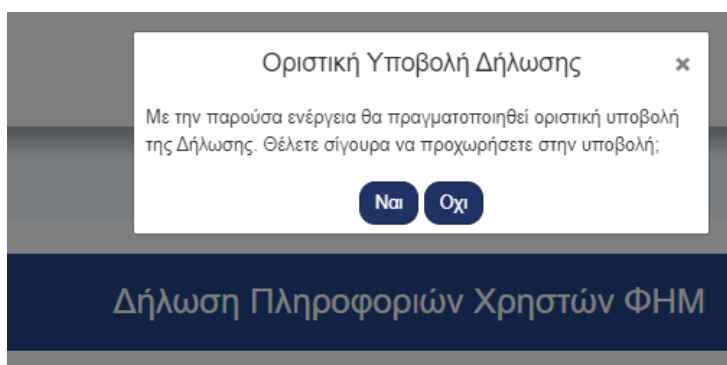 Οριστική Υποβολή Δήλωσης ×
Με την παρούσα ενέργεια θα πραγματοποιηθεί οριστική υποβολή
της Δήλωσης. Θέλετε σίγουρα να προχωρήσετε στην υποβολή;
Ναι Οχι
Δήλωση Πληροφοριών Χρηστών ΦΗΜ